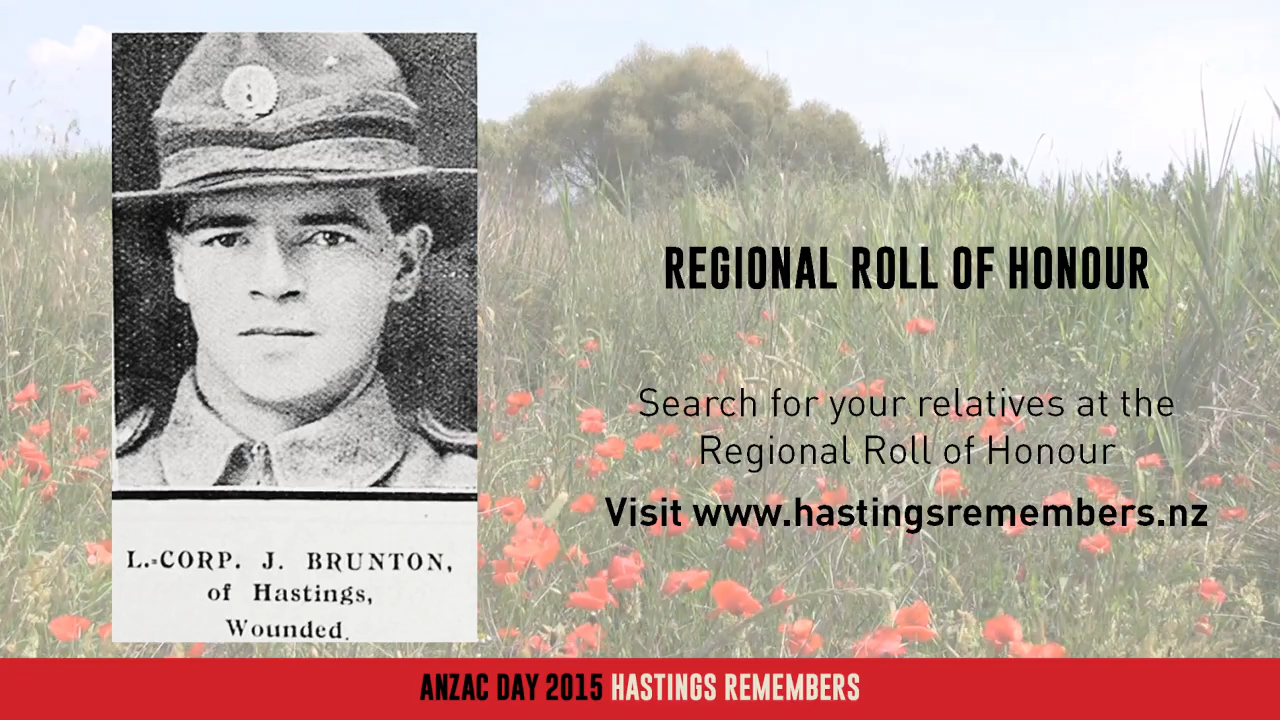 L.-CORP. J. BRUNTON,
of Hastings,
Wounded.
REGIONAL ROLL OF HONOUR
Search for your relatives at the
Regional Roll of Honour
Visit www.hastingsremembers.nz
ANZAC DAY 2015 HASTINGS REMEMBERS